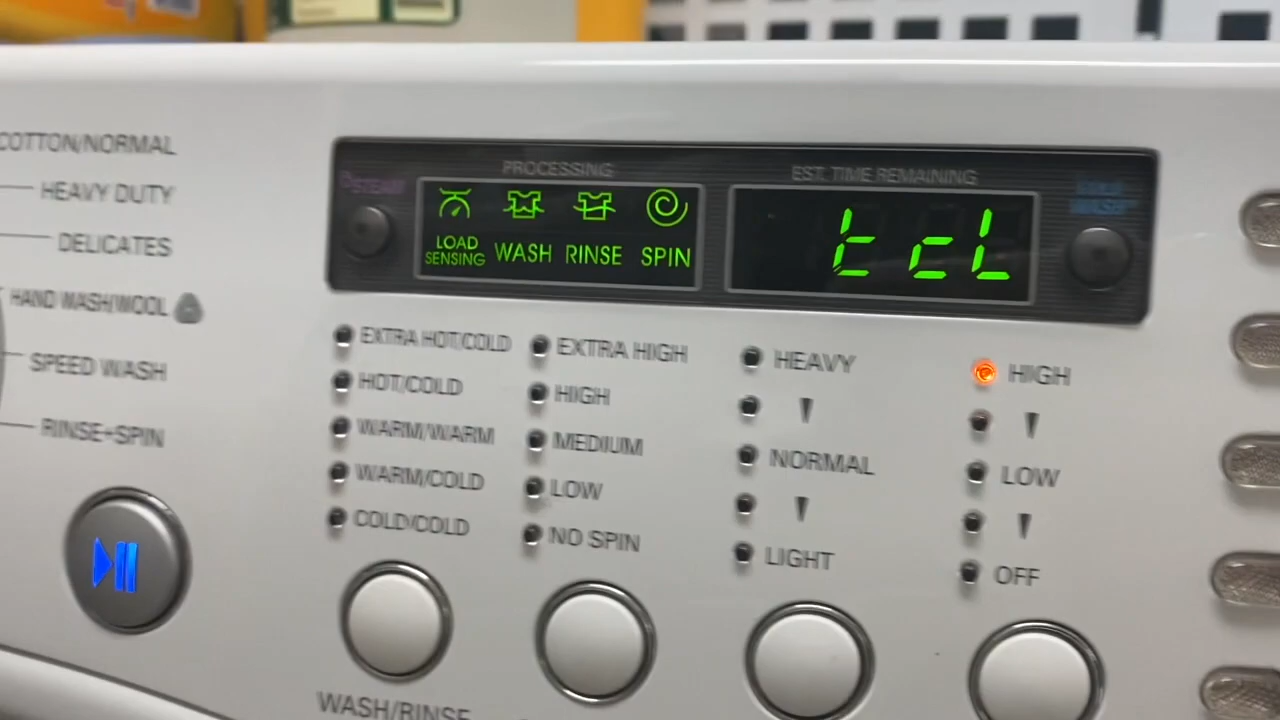 COTTON/NORMAL
HEAVY DUTY
DELICATES
HAND WASH/WOOL
SPEED WASH
RINSE+SPIN
STEAM
PROCESSING
LOAD SENSING
WASH
RINSE
SPIN
EST. TIME REMAINING
tcL
WASH
EXTRA HOT/COLD
HOT/COLD
WARM/WARM
WARM/COLD
COLD/COLD
EXTRA HIGH
HIGH
MEDIUM
LOW
NO SPIN
HEAVY
NORMAL
LIGHT
HIGH
LOW
OFF
WASH/RINSE